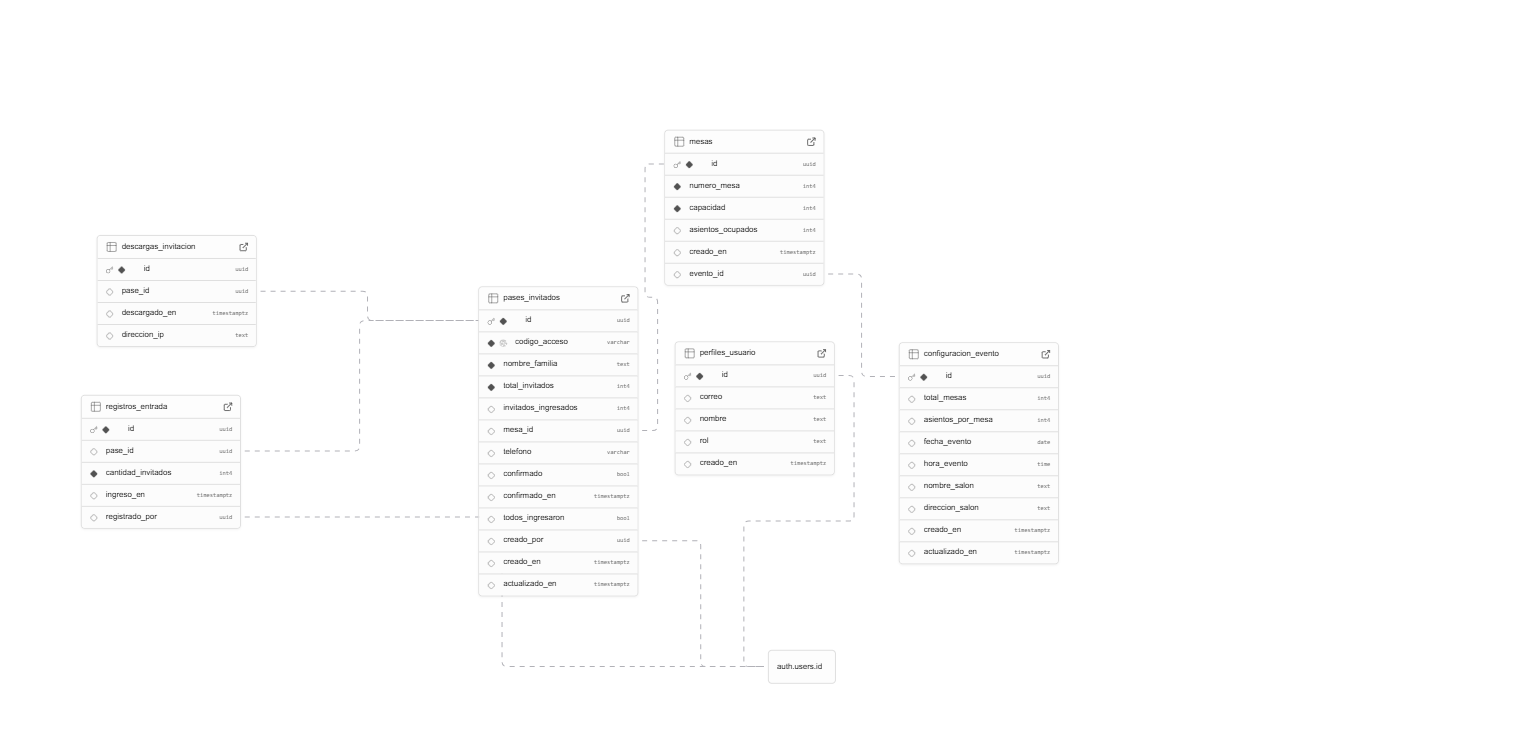 mesas
id uuid
numero_mesa int4
capacidad int4
asientos_ocupados int4
creado_en timestamptz
evento_id uuid
descargas_invitacion
id uuid
pase_id uuid
descargado_en timestamptz
direccion_ip text
pases_invitados
id uuid
codigo_acceso varchar
nombre_familia text
total_invitados int4
invitados_ingresados int4
mesa_id uuid
telefono varchar
confirmado bool
confirmado_en timestamptz
todos_ingresaron bool
creado_por uuid
creado_en timestamptz
actualizado_en timestamptz
perfiles_usuario
id uuid
correo text
nombre text
rol text
creado_en timestamptz
configuracion_evento
id uuid
total_mesas int4
asientos_por_mesa int4
fecha_evento date
hora_evento time
nombre_salon text
direccion_salon text
creado_en timestamptz
actualizado_en timestamptz
registros_entrada
id uuid
pase_id uuid
cantidad_invitados int4
ingreso_en timestamptz
registrado_por uuid
auth.users.id